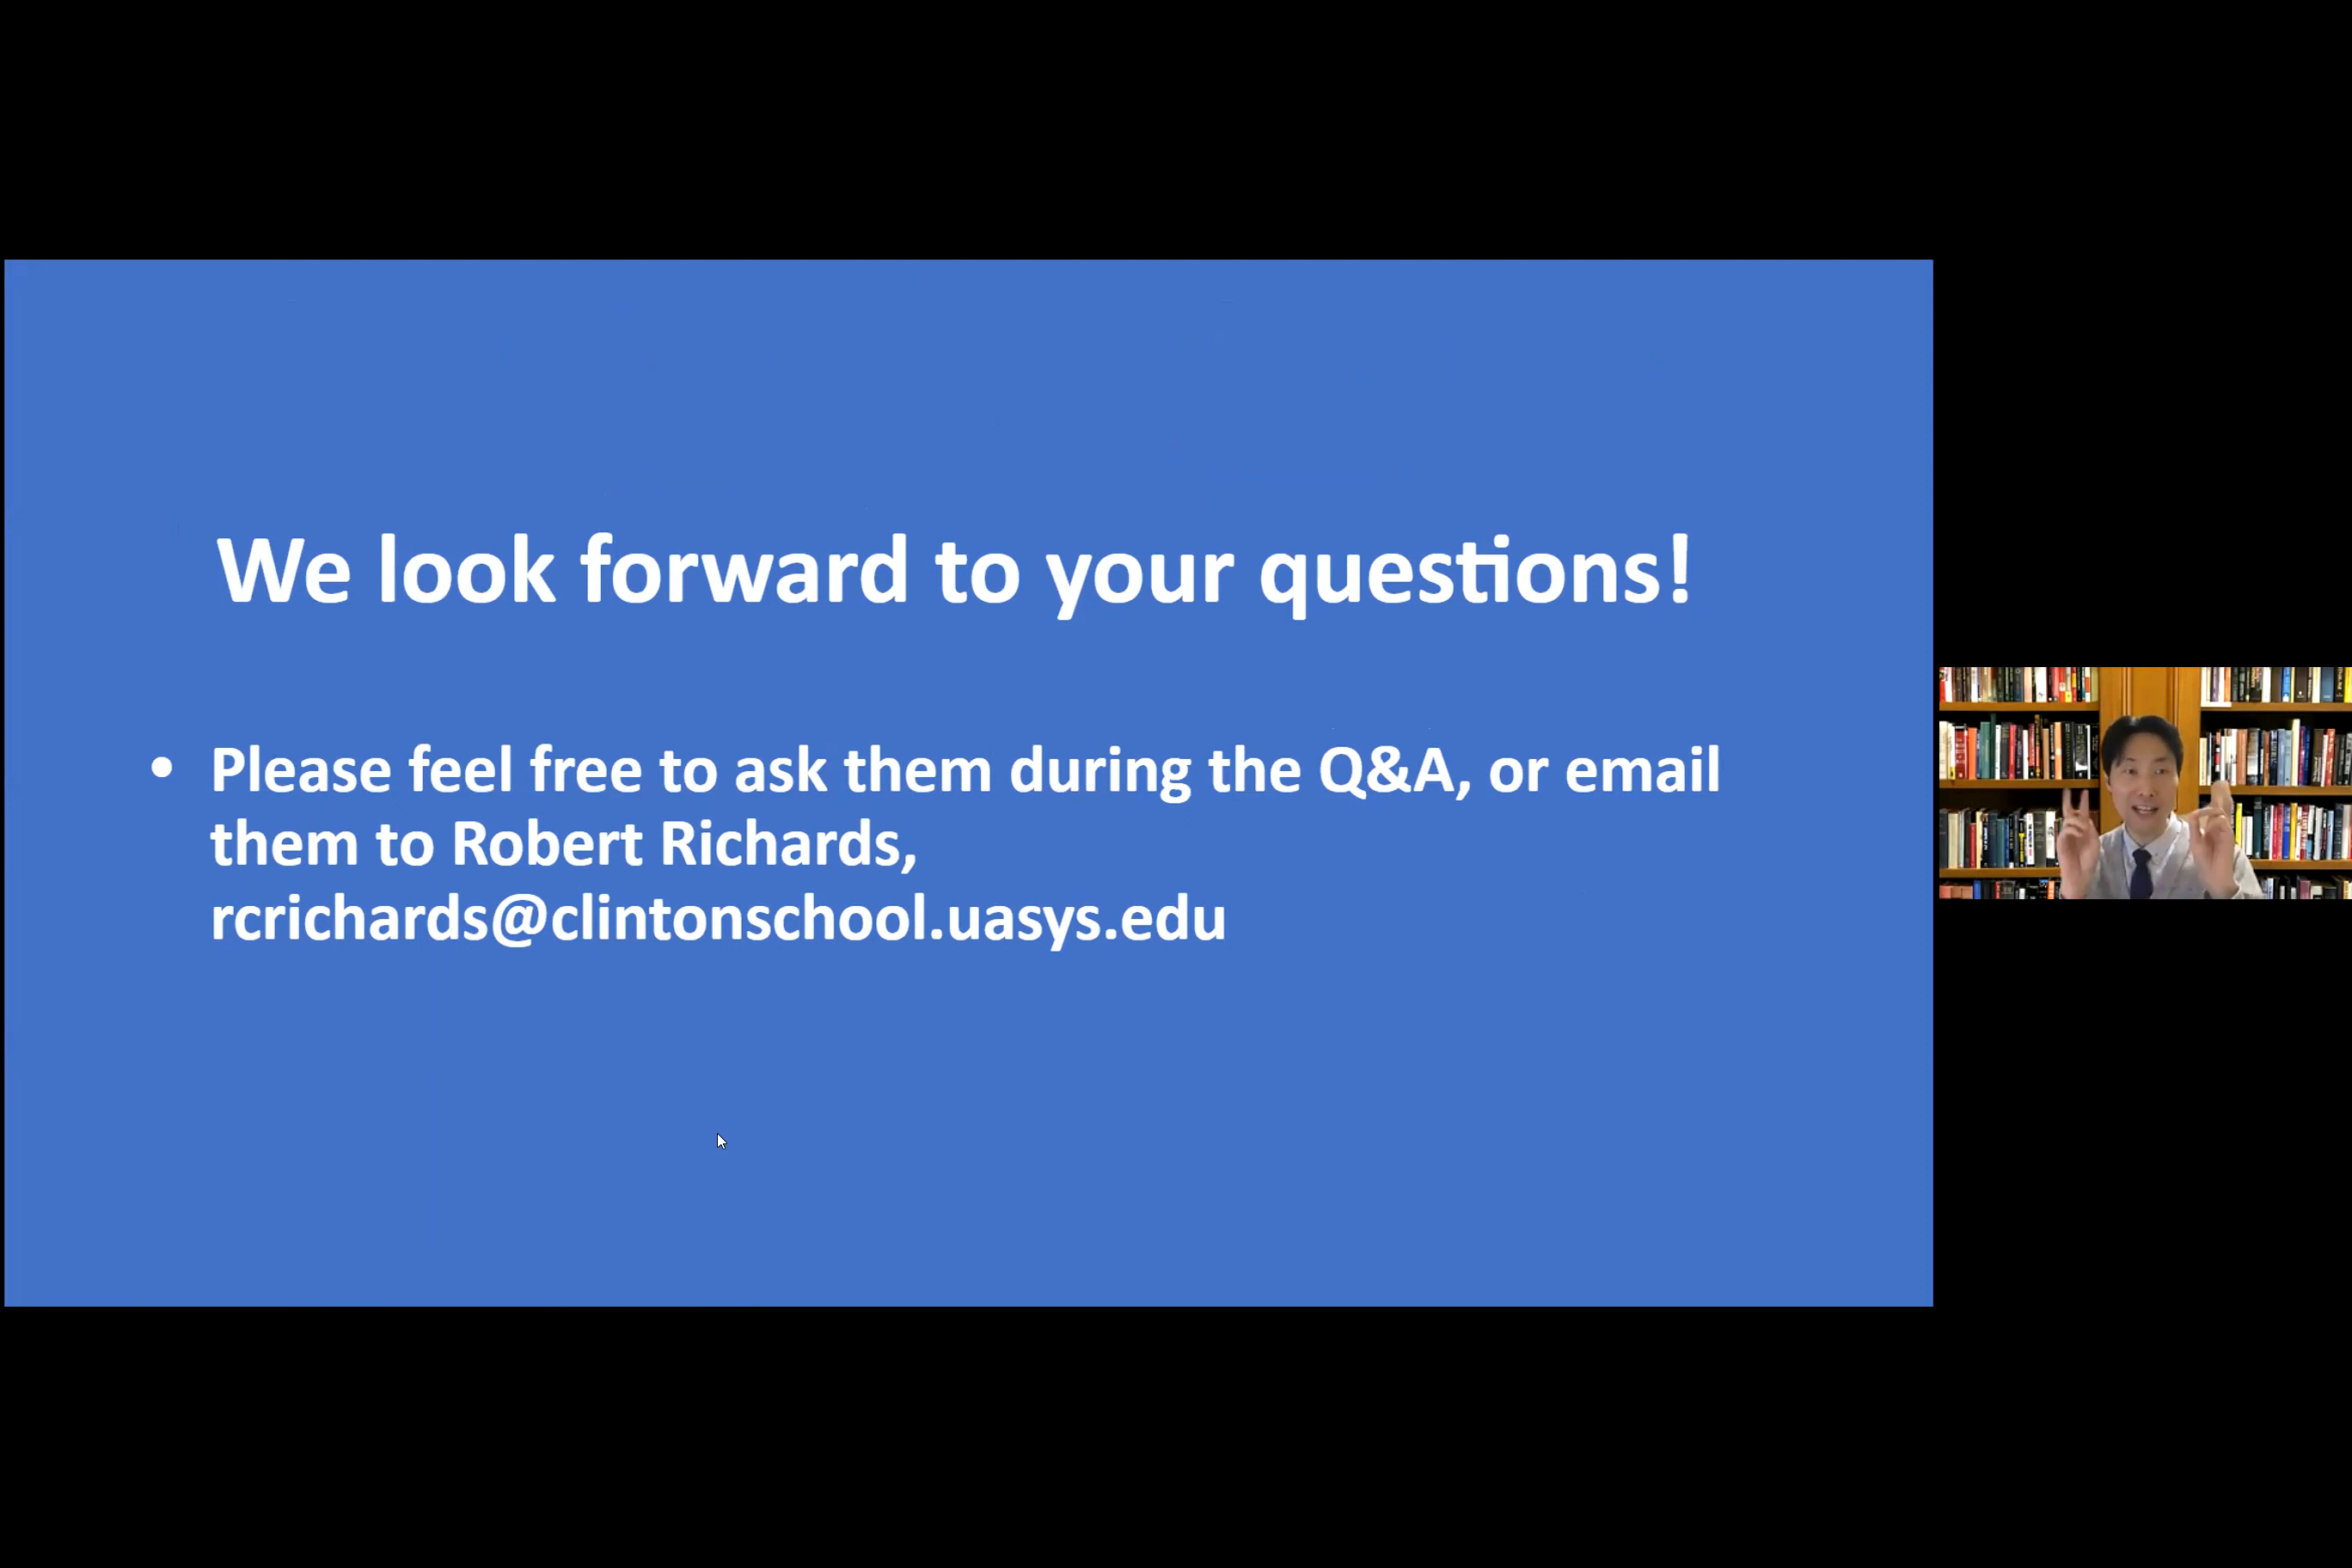 We look forward to your questions!
• Please feel free to ask them during the Q&A, or email
them to Robert Richards,
rcrichards@clintonschool.uasys.edu